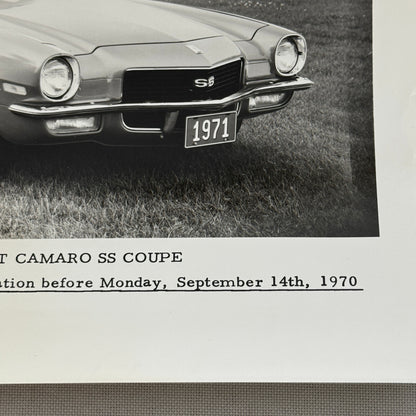 SS
1971
T CAMARO SS COUPE
ation before Monday, September 14th, 1970